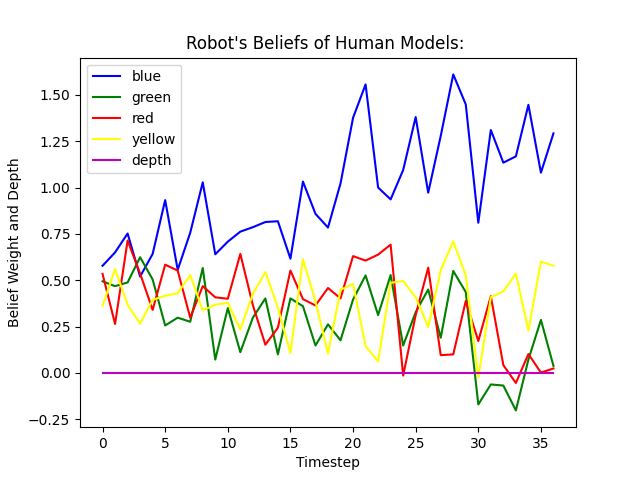 Robot's Beliefs of Human Models:
blue
green
red
yellow
depth
Belief Weight and Depth
1.50
1.25
1.00
0.75
0.50
0.25
0.00
−0.25
0 5 10 15 20 25 30 35
Timestep